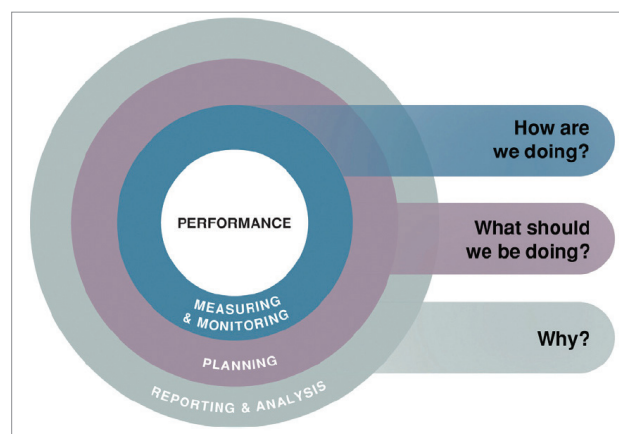 How are
we doing?
PERFORMANCE
What should
we be doing?
MEASURING
& MONITORING
Why?
PLANNING
REPORTING & ANALYSIS